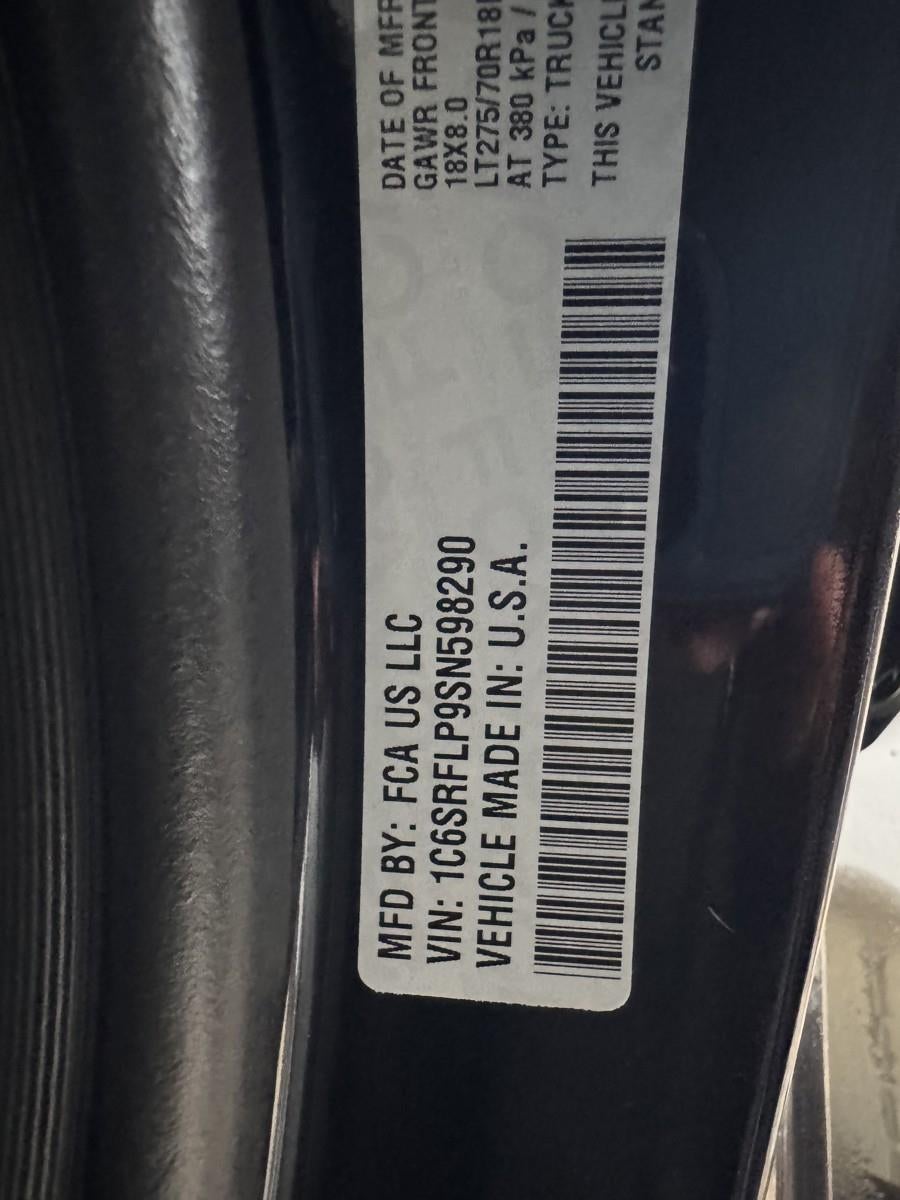 MFD BY: FCA US LLC
VIN: 1C6SRFLP9SN598290
VEHICLE MADE IN: U.S.A.
DATE OF MFR
GAWR FRONT
18X8.0
LT275/70R18
AT 380 kPa /
TYPE: TRUCK
THIS VEHICL
STAN